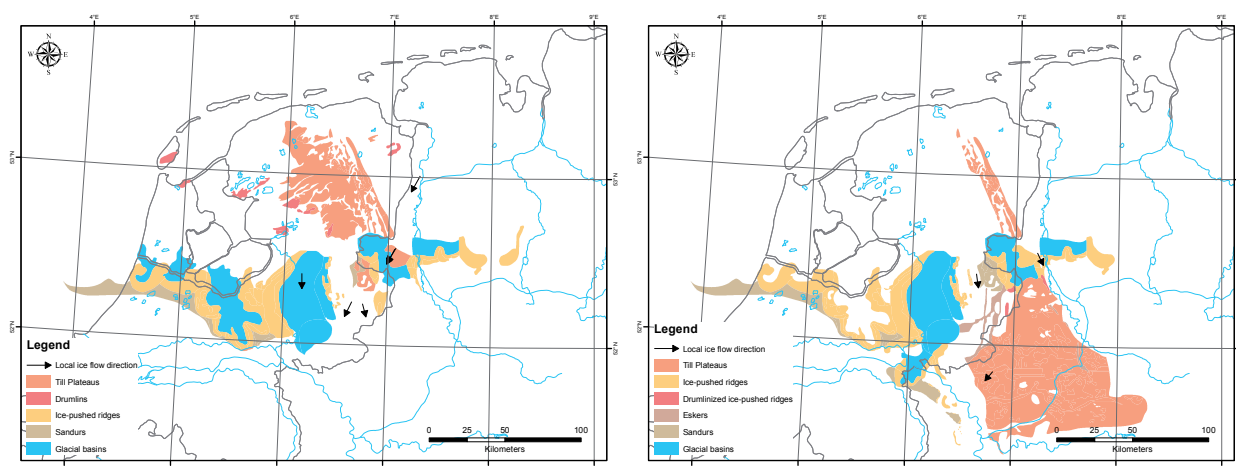 4°E 5°E 6°E 7°E 8°E 9°E
N
W E
S
53°N
53°N
52°N
52°N
Legend
Local ice flow direction
Till Plateaus
Drumlins
Ice-pushed ridges
Sandurs
Glacial basins
0 25 50 100
Kilometers
4°E 5°E 6°E 7°E 8°E 9°E
N
W E
S
53°N
53°N
52°N
52°N
Legend
Local ice flow direction
Till Plateaus
Ice-pushed ridges
Drumlinized ice-pushed ridges
Eskers
Sandurs
Glacial basins
0 25 50 100
Kilometers